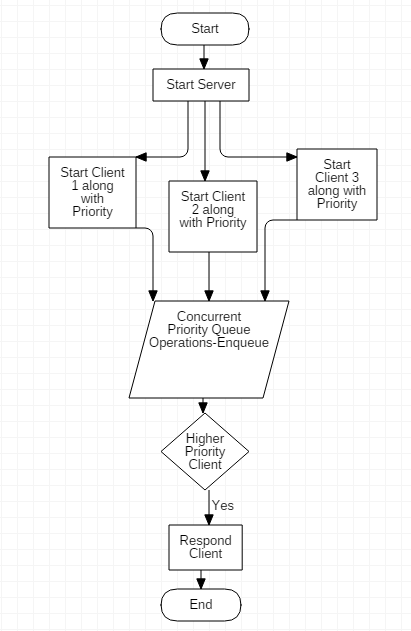 Start
Start Server
Start Client
1 along
with
Priority
Start Client
2 along
with Priority
Start
Client 3
along with
Priority
Concurrent
Priority Queue
Operations-Enqueue
Higher
Priority
Client
Yes
Respond
Client
End